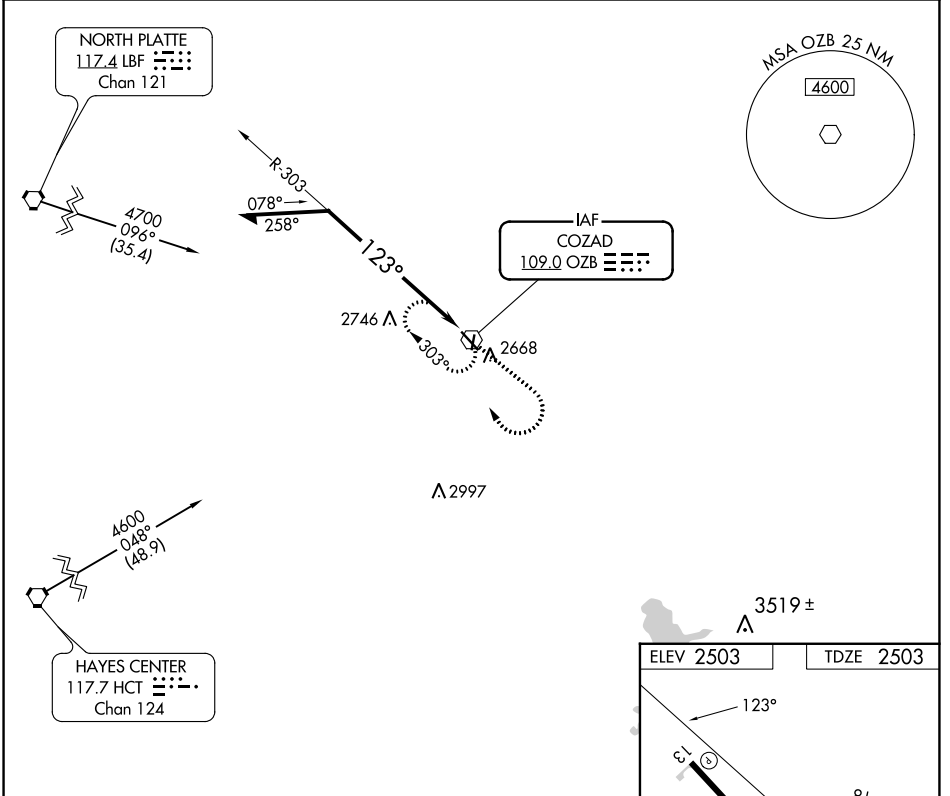 NORTH PLATTE
117.4 LBF
Chan 121
MSA OZB 25 NM
4600
R-303
078°
258°
4700
096°
(35.4)
IAF
COZAD
109.0 OZB
123°
2746
2668
303°
2997
4600
048°
(48.9)
3519 ±
HAYES CENTER
117.7 HCT
Chan 124
ELEV 2503
TDZE 2503
123°
13
P